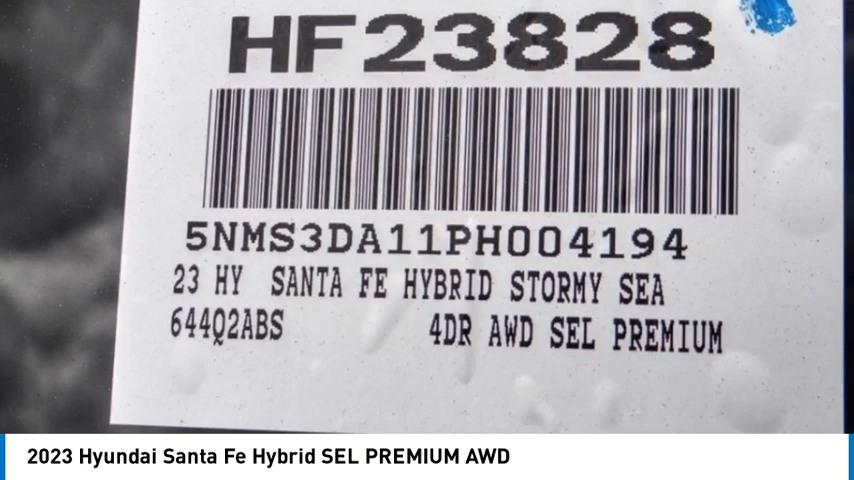 HF23828
5NMS3DA11PH004194
23 HY SANTA FE HYBRID STORMY SEA
644Q2ABS 4DR AWD SEL PREMIUM
2023 Hyundai Santa Fe Hybrid SEL PREMIUM AWD